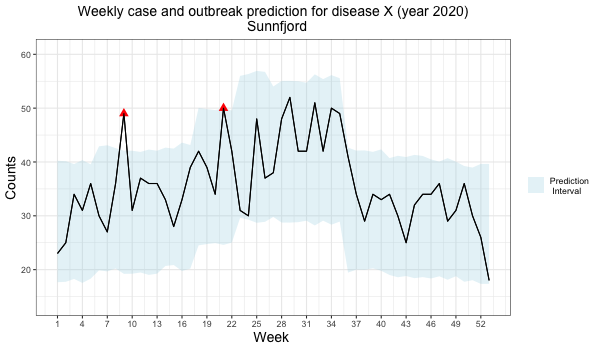 Weekly case and outbreak prediction for disease X (year 2020)
Sunnfjord
Counts
60
50
40
30
20
1 4 7 10 13 16 19 22 25 28 31 34 37 40 43 46 49 52
Week
Prediction
Interval